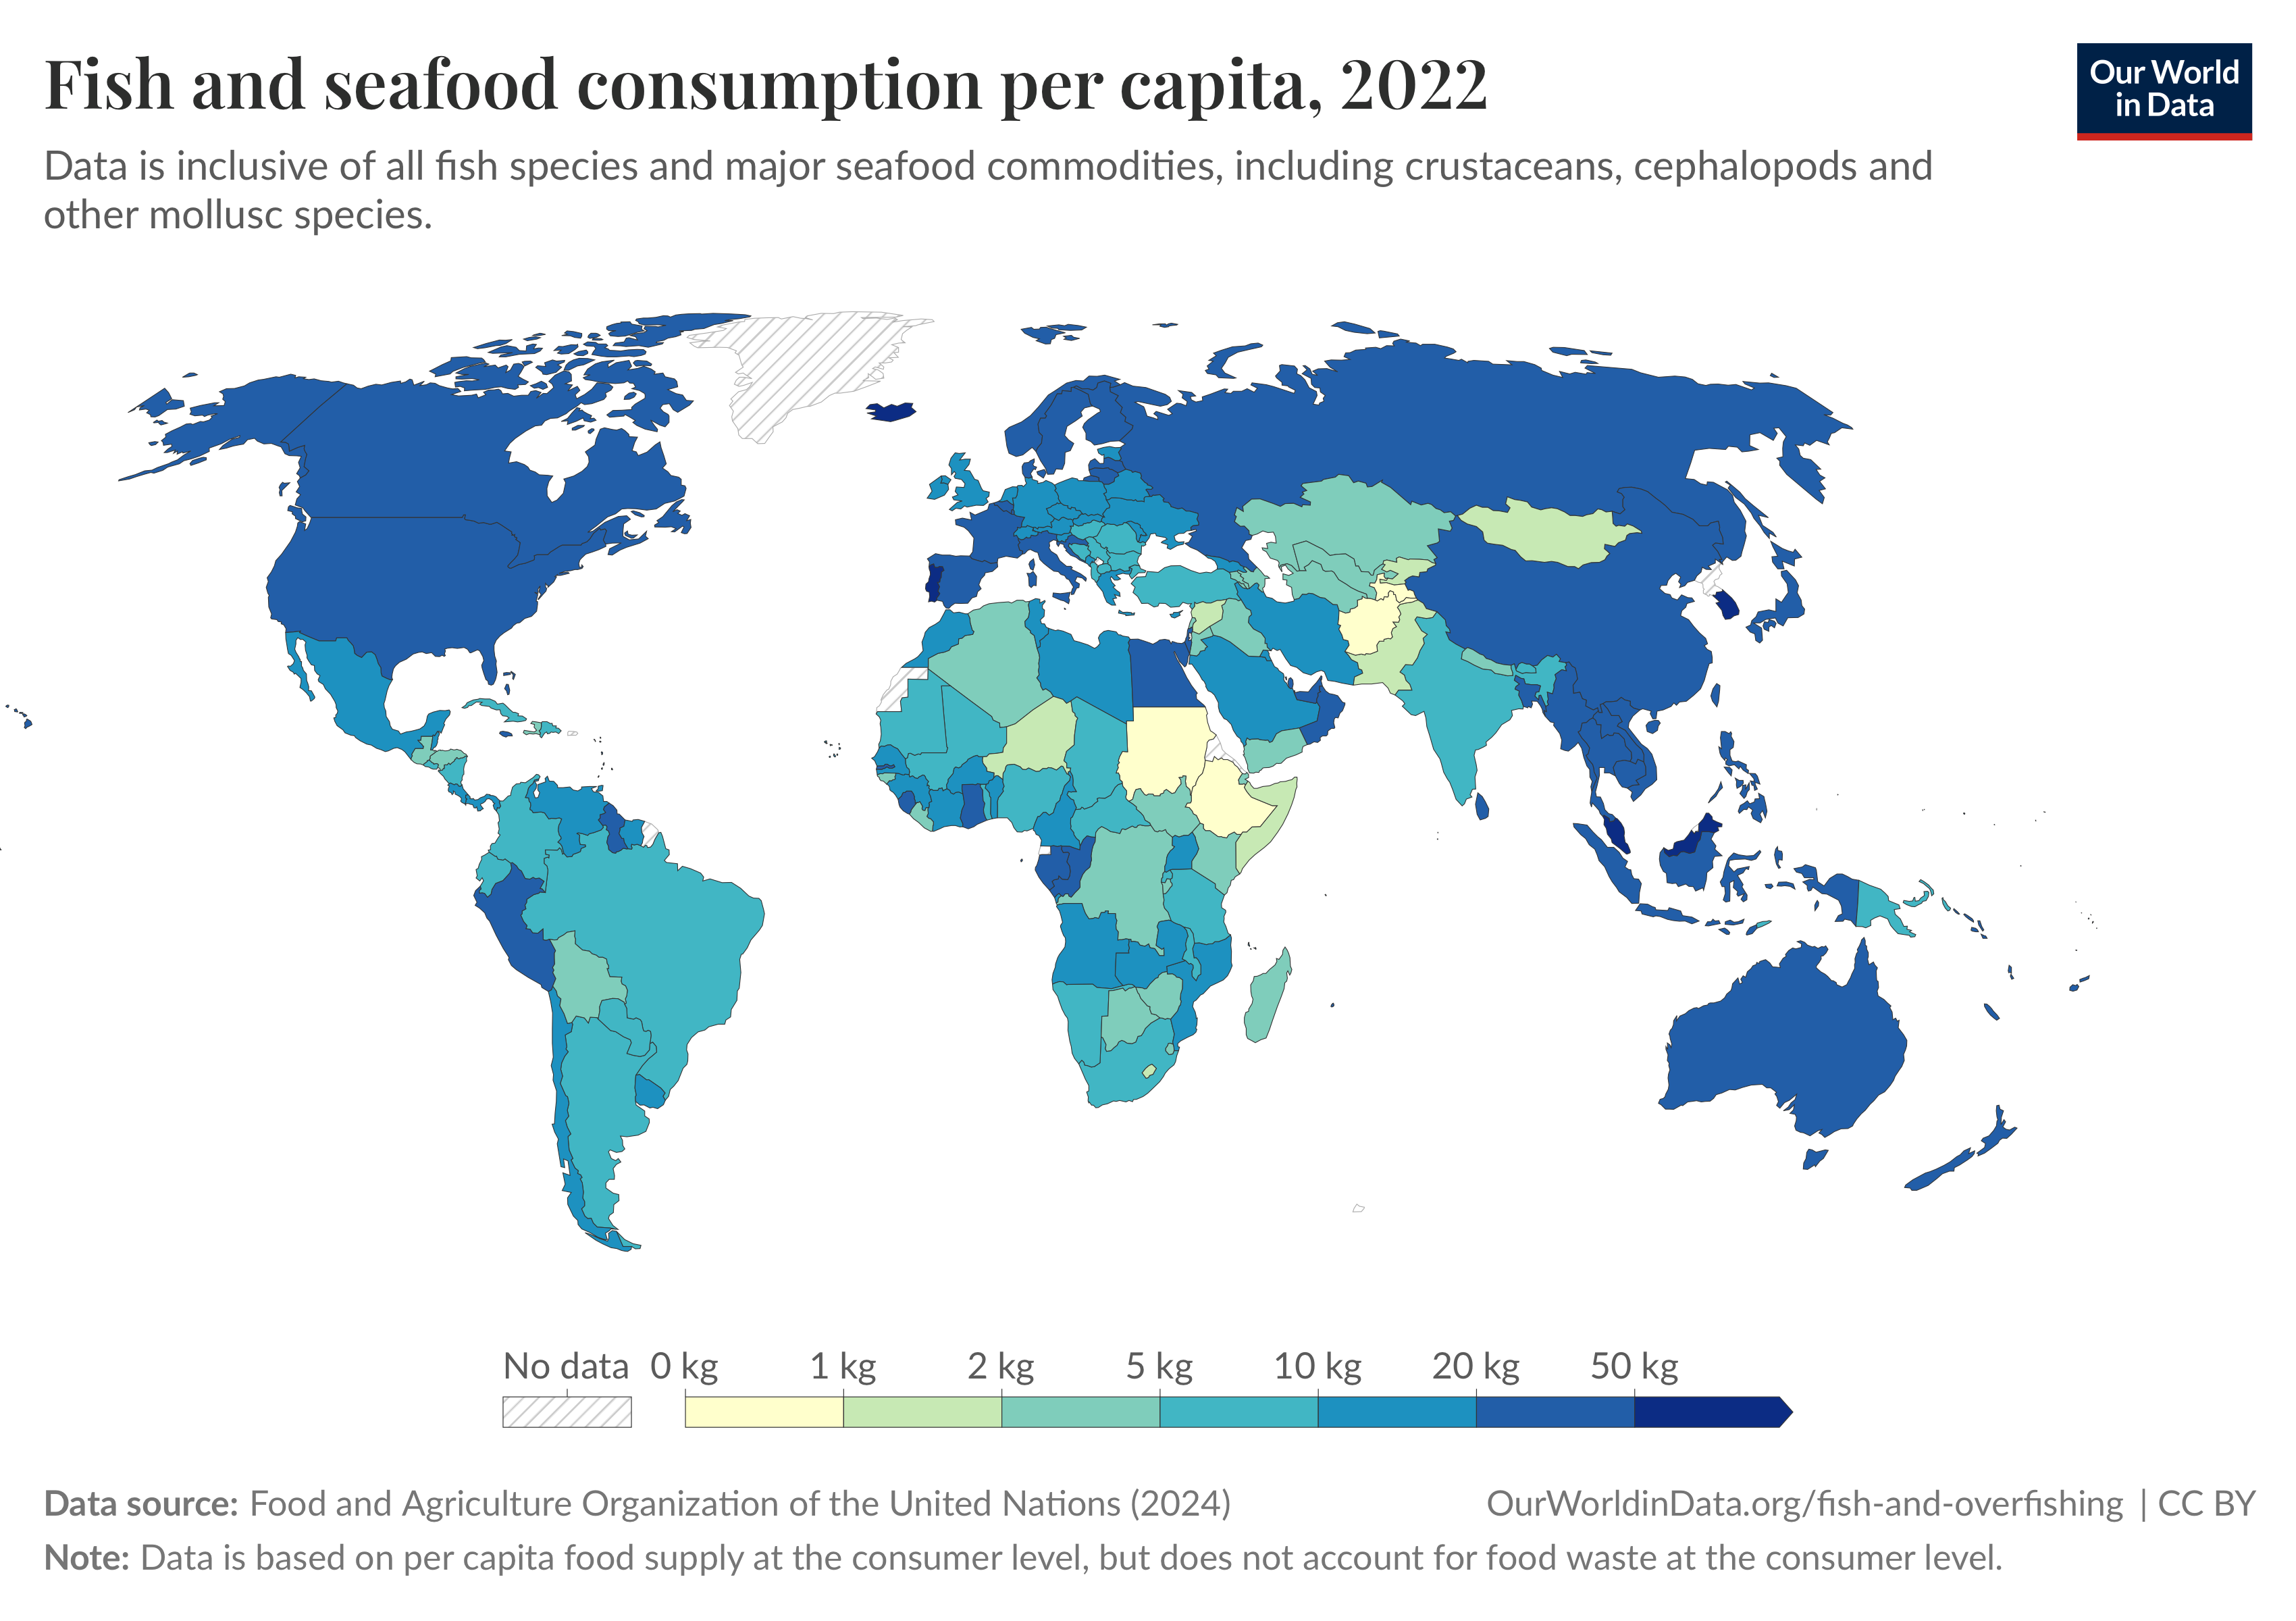 Fish and seafood consumption per capita, 2022
Our World
in Data
Data is inclusive of all fish species and major seafood commodities, including crustaceans, cephalopods and
other mollusc species.
No data 0 kg 1 kg 2 kg 5 kg 10 kg 20 kg 50 kg
Data source: Food and Agriculture Organization of the United Nations (2024) OurWorldinData.org/fish-and-overfishing | CC BY
Note: Data is based on per capita food supply at the consumer level, but does not account for food waste at the consumer level.